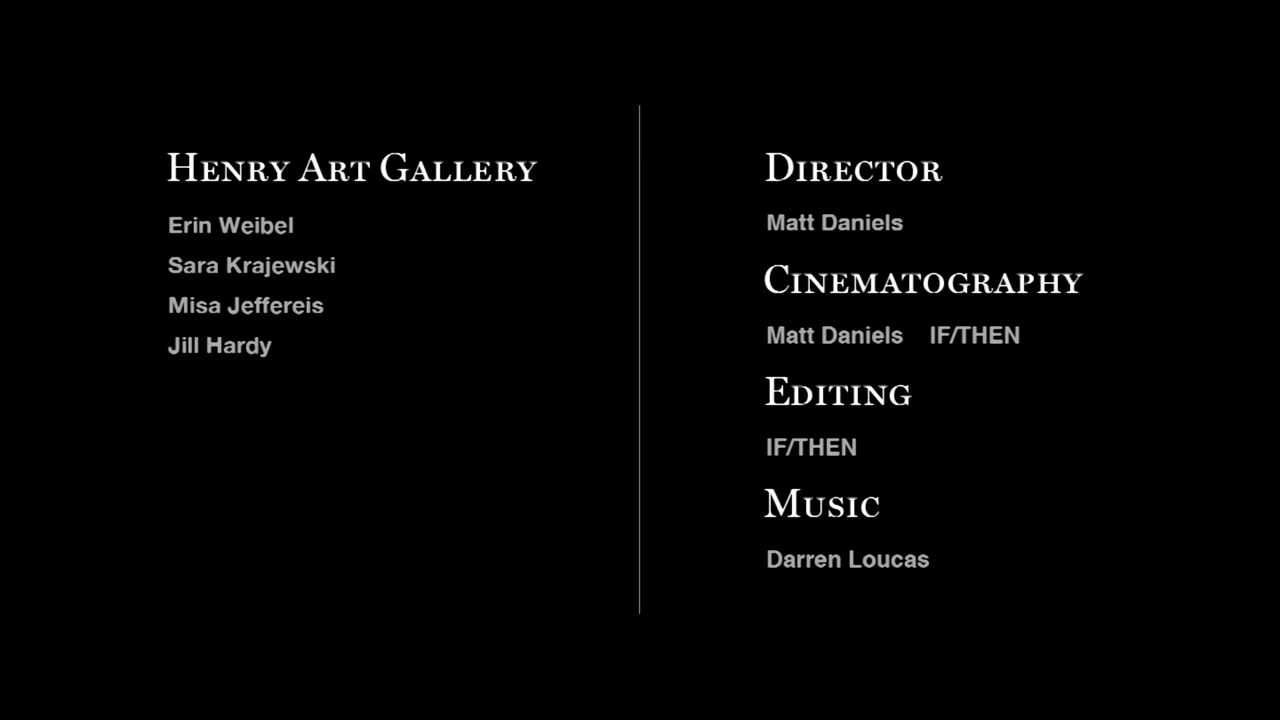 Henry Art Gallery
Erin Weibel
Sara Krajewski
Misa Jeffereis
Jill Hardy
Director
Matt Daniels
Cinematography
Matt Daniels IF/THEN
Editing
IF/THEN
Music
Darren Loucas